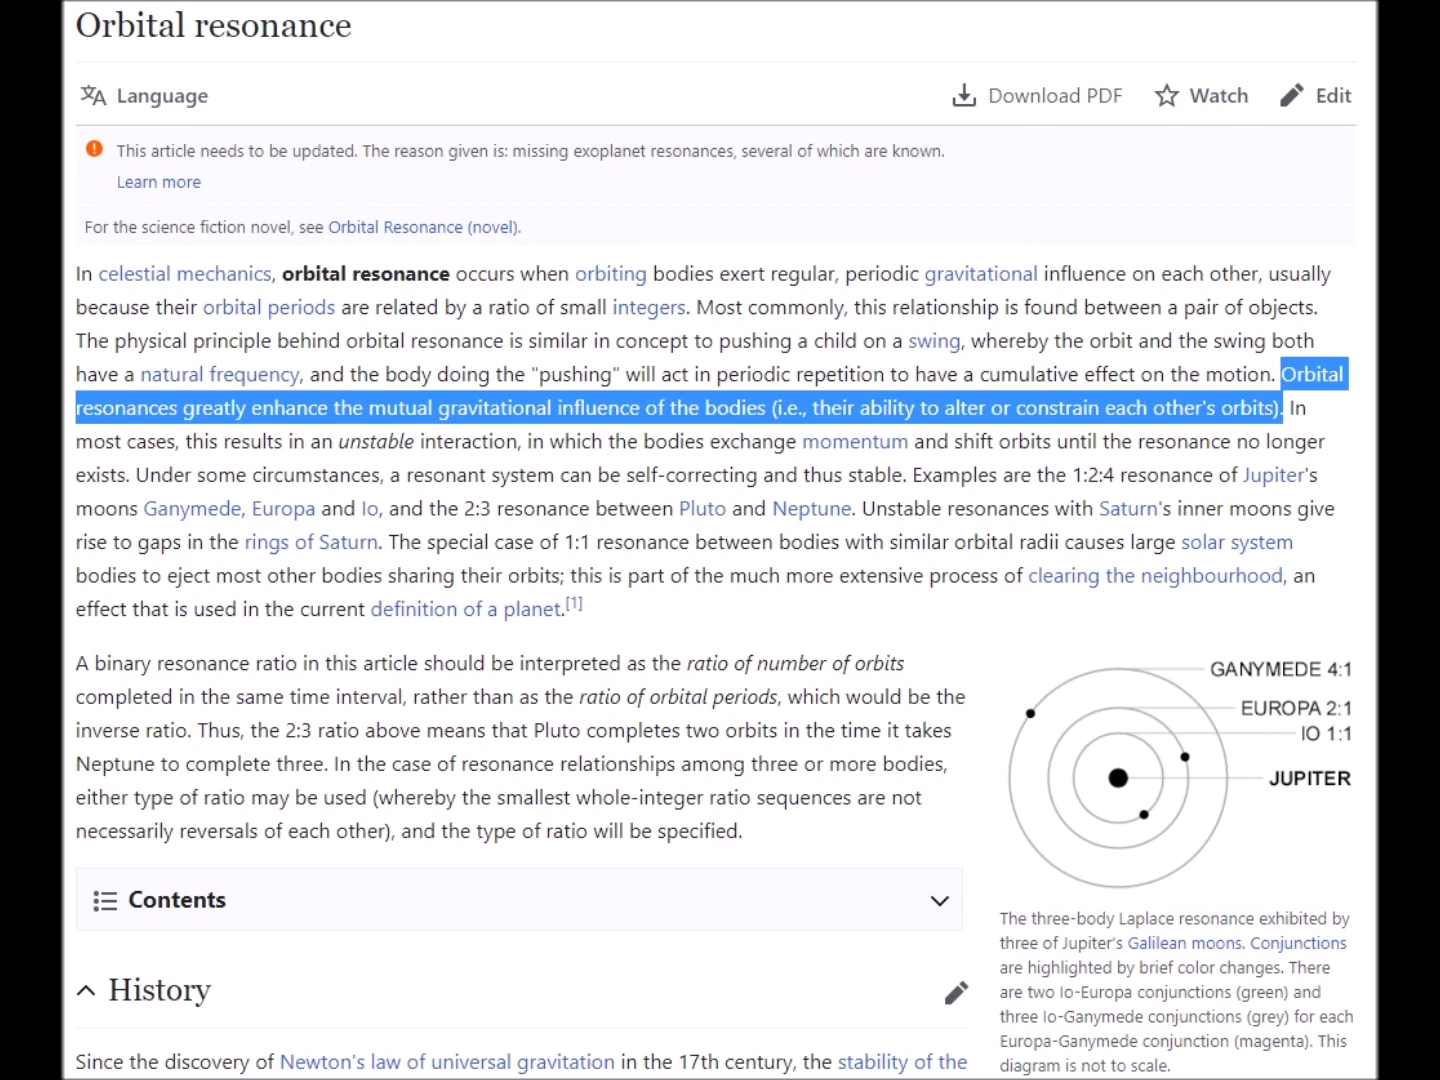 Orbital resonance
Language
Download PDF
Watch
Edit
This article needs to be updated. The reason given is: missing exoplanet resonances, several of which are known.
Learn more
For the science fiction novel, see Orbital Resonance (novel).
In celestial mechanics, orbital resonance occurs when orbiting bodies exert regular, periodic gravitational influence on each other, usually
because their orbital periods are related by a ratio of small integers. Most commonly, this relationship is found between a pair of objects.
The physical principle behind orbital resonance is similar in concept to pushing a child on a swing, whereby the orbit and the swing both
have a natural frequency, and the body doing the "pushing" will act in periodic repetition to have a cumulative effect on the motion. Orbital
resonances greatly enhance the mutual gravitational influence of the bodies (i.e., their ability to alter or constrain each other's orbits). In
most cases, this results in an unstable interaction, in which the bodies exchange momentum and shift orbits until the resonance no longer
exists. Under some circumstances, a resonant system can be self-correcting and thus stable. Examples are the 1:2:4 resonance of Jupiter's
moons Ganymede, Europa and Io, and the 2:3 resonance between Pluto and Neptune. Unstable resonances with Saturn's inner moons give
rise to gaps in the rings of Saturn. The special case of 1:1 resonance between bodies with similar orbital radii causes large solar system
bodies to eject most other bodies sharing their orbits; this is part of the much more extensive process of clearing the neighbourhood, an
effect that is used in the current definition of a planet.[1]
A binary resonance ratio in this article should be interpreted as the ratio of number of orbits
completed in the same time interval, rather than as the ratio of orbital periods, which would be the
inverse ratio. Thus, the 2:3 ratio above means that Pluto completes two orbits in the time it takes
Neptune to complete three. In the case of resonance relationships among three or more bodies,
either type of ratio may be used (whereby the smallest whole-integer ratio sequences are not
necessarily reversals of each other), and the type of ratio will be specified.
GANYMEDE 4:1
EUROPA 2:1
IO 1:1
JUPITER
The three-body Laplace resonance exhibited by
three of Jupiter's Galilean moons. Conjunctions
are highlighted by brief color changes. There
are two Io-Europa conjunctions (green) and
three Io-Ganymede conjunctions (grey) for each
Europa-Ganymede conjunction (magenta). This
diagram is not to scale.
Contents
History
Since the discovery of Newton's law of universal gravitation in the 17th century, the stability of the